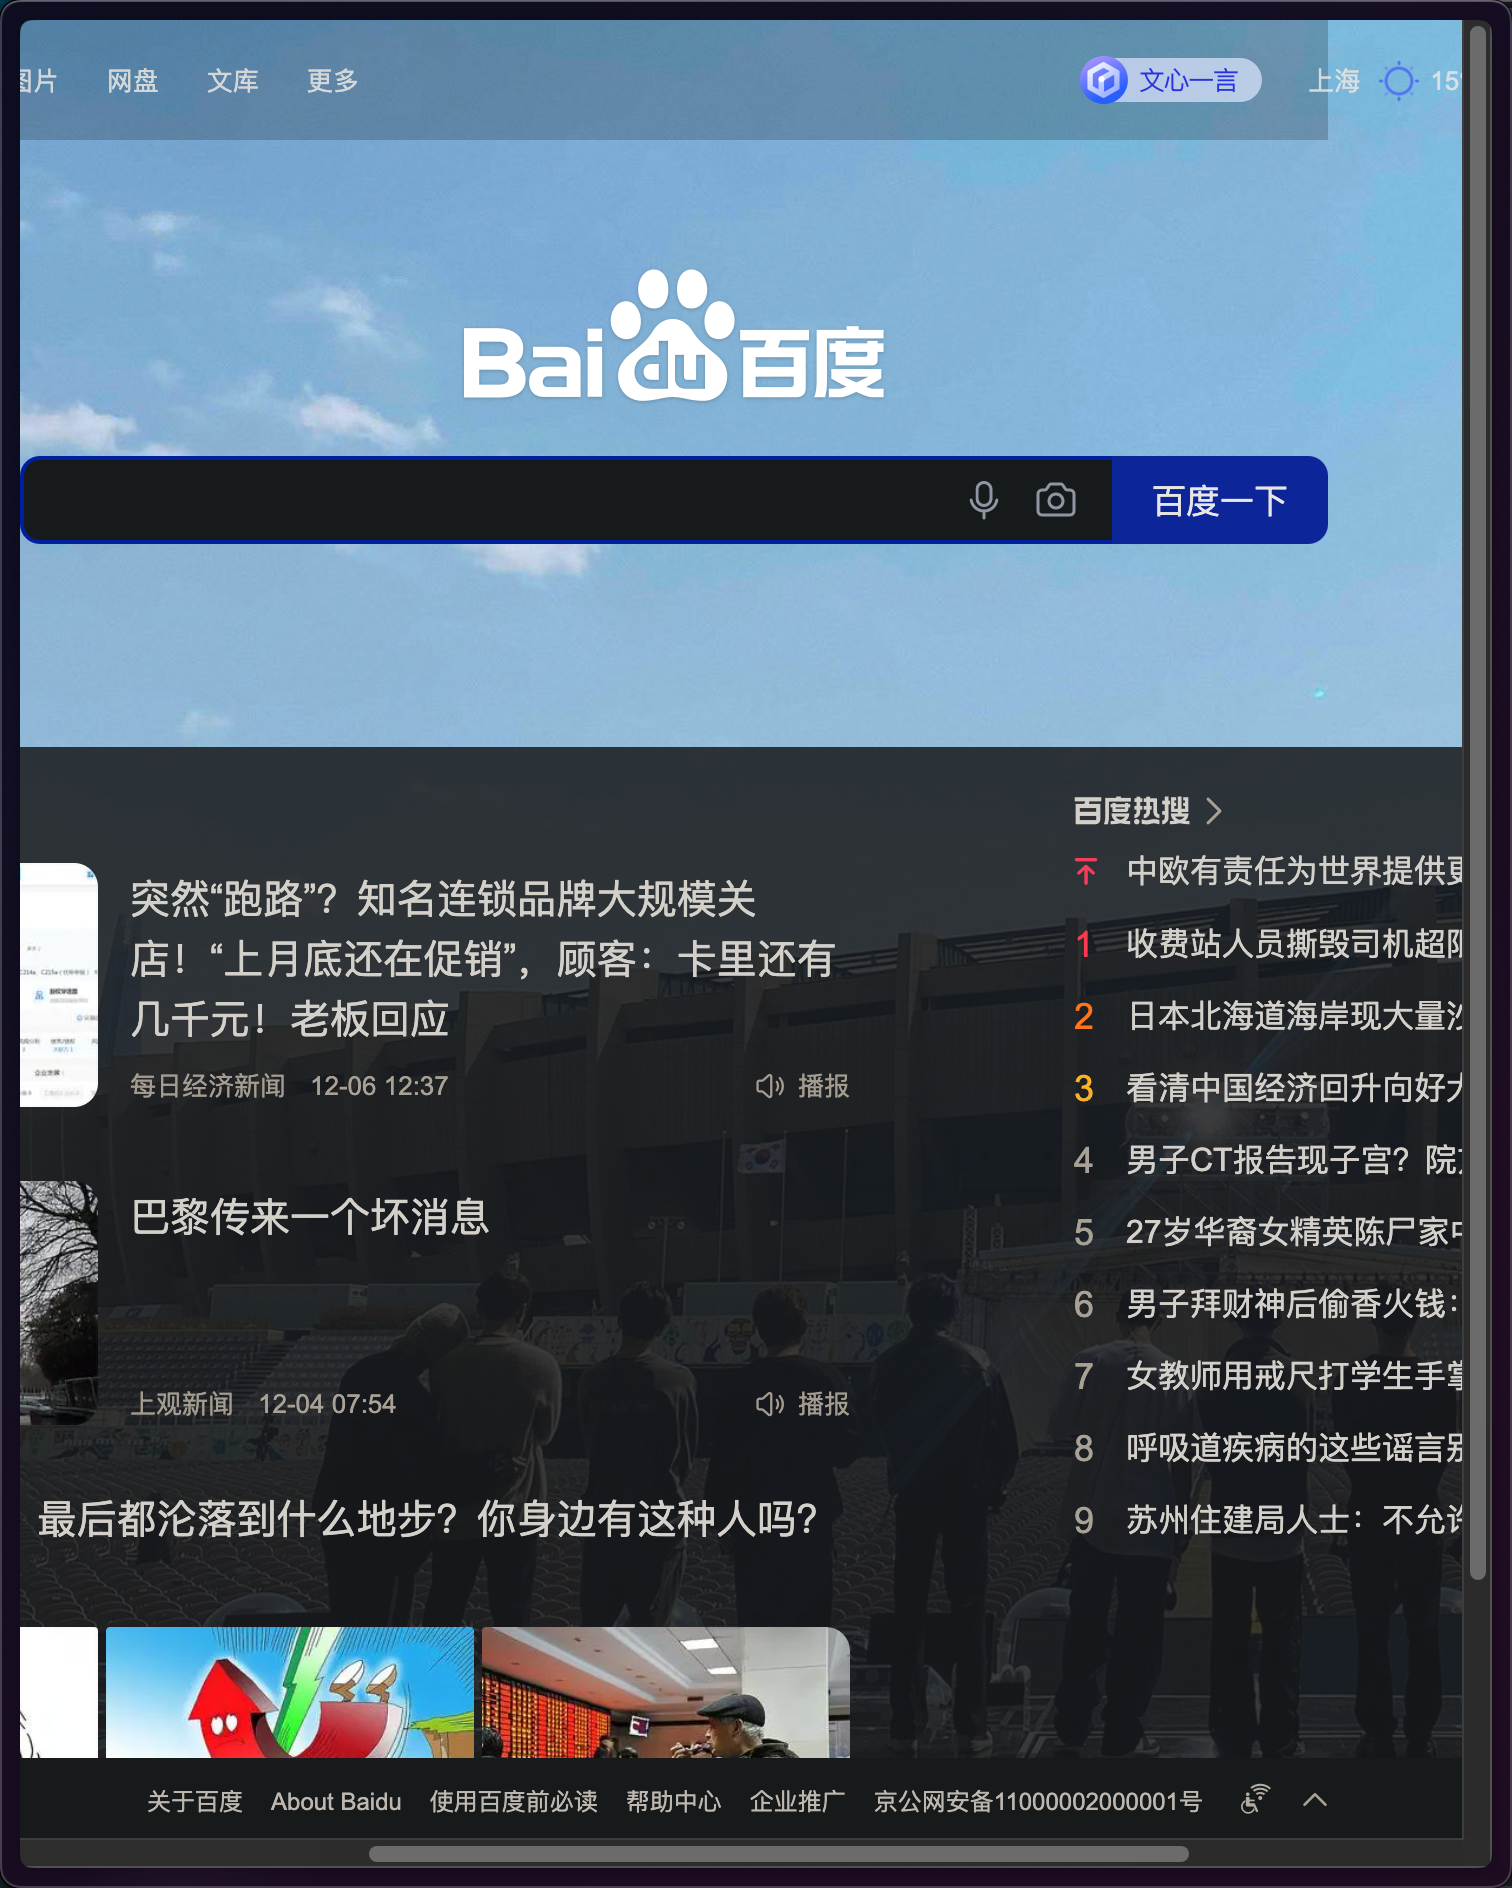 图片 网盘 文库 更多 文心一言 上海 15°
Bai du 百度
百度一下
百度热搜
中欧有责任为世界提供更
突然“跑路”？知名连锁品牌大规模关
店！“上月底还在促销”，顾客：卡里还有
几千元！老板回应
每日经济新闻 12-06 12:37 播报
1 收费站人员撕毁司机超限
2 日本北海道海岸现大量沙
3 看清中国经济回升向好大
4 男子CT报告现子宫？院方
5 27岁华裔女精英陈尸家中
6 男子拜财神后偷香火钱：
7 女教师用戒尺打学生手掌
8 呼吸道疾病的这些谣言别
9 苏州住建局人士：不允许
巴黎传来一个坏消息
上观新闻 12-04 07:54 播报
最后都沦落到什么地步？你身边有这种人吗？
关于百度 About Baidu 使用百度前必读 帮助中心 企业推广 京公网安备11000002000001号